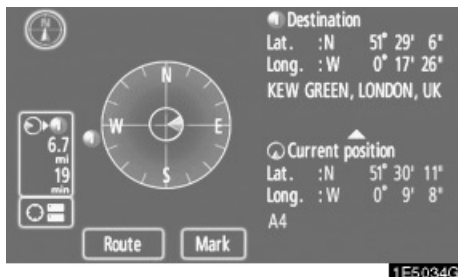 Destination
Lat. :N 51° 29' 6"
Long. :W 0° 17' 26"
KEW GREEN, LONDON, UK
N
W
E
S
6.7
mi
19
min
Current position
Lat. :N 51° 30' 11"
Long. :W 0° 9' 8"
A4
Route
Mark
1E5034G